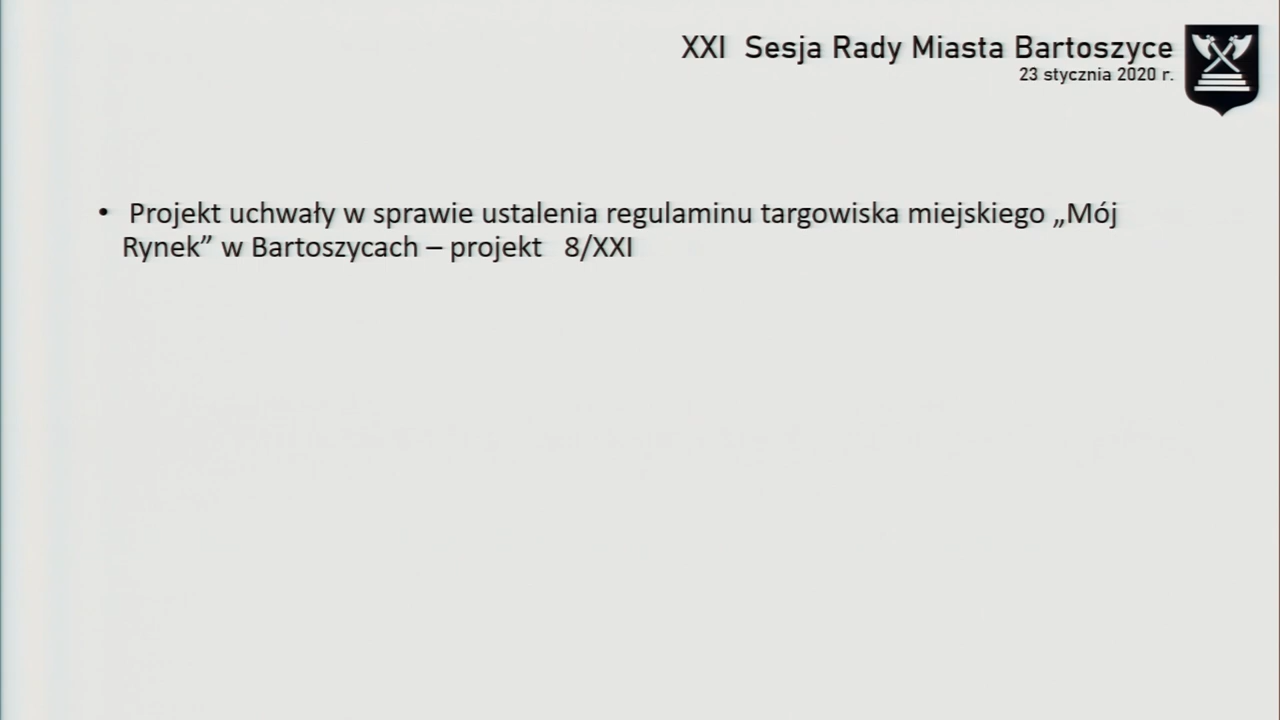 XXI Sesja Rady Miasta Bartoszyce
23 stycznia 2020 r.
• Projekt uchwały w sprawie ustalenia regulaminu targowiska miejskiego „Mój
Rynek” w Bartoszycach – projekt 8/XXI